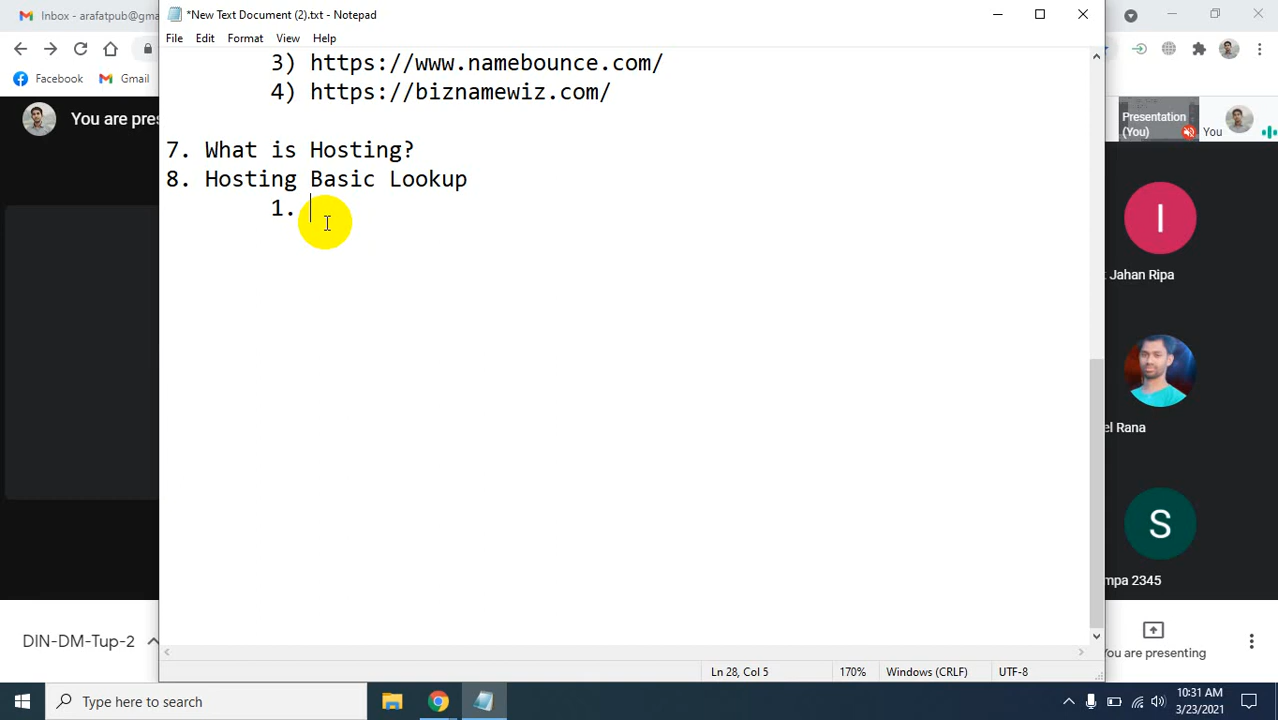 Inbox - arafatpub@gma
*New Text Document (2).txt - Notepad
File Edit Format View Help
Facebook
Gmail
3) https://www.namebounce.com/
4) https://biznamewiz.com/
You are pres
Presentation
(You)
You
7. What is Hosting?
8. Hosting Basic Lookup
1.
I
Jahan Ripa
el Rana
S
mpa 2345
DIN-DM-Tup-2
ou are presenting
Ln 28, Col 5
170%
Windows (CRLF)
UTF-8
Type here to search
10:31 AM
3/23/2021